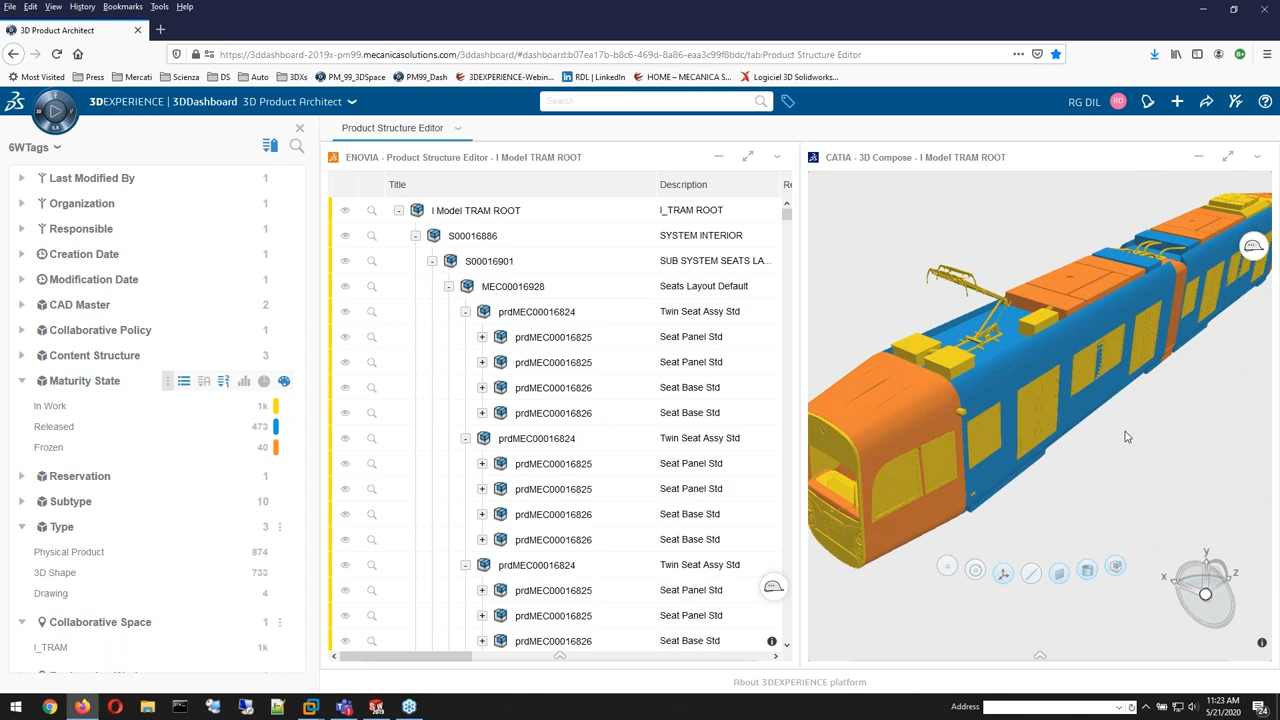 File Edit View History Bookmarks Tools Help
3D Product Architect
https://3ddashboard-2019x-pm99.mecanicasolutions.com/3ddashboard/#dashboard:b07ea17b-b8c6-469d-8a86-eaa3c99f8bdc/tab:Product Structure Editor
Most Visited Press Mercati Scienza DS Auto 3DXs PM_99_3DSpace PM99_Dash 3DEXPERIENCE-Webin... RDL | LinkedIn HOME – MECANICA S... Logiciel 3D Solidworks...
3DEXPERIENCE | 3DDashboard 3D Product Architect
Search
RG DIL RD
6WTags
Product Structure Editor
Last Modified By 1
Organization 1
Responsible 1
Creation Date 1
Modification Date 1
CAD Master 2
Collaborative Policy 1
Content Structure 3
Maturity State
In Work 1k
Released 473
Frozen 40
Reservation 1
Subtype 10
Type 3
Physical Product 874
3D Shape 733
Drawing 4
Collaborative Space 1
I_TRAM 1k
ENOVIA - Product Structure Editor - I Model TRAM ROOT
Title Description Re
I Model TRAM ROOT I_TRAM ROOT
S00016886 SYSTEM INTERIOR
S00016901 SUB SYSTEM SEATS LA...
MEC00016928 Seats Layout Default
prdMEC00016824 Twin Seat Assy Std
prdMEC00016825 Seat Panel Std
prdMEC00016825 Seat Panel Std
prdMEC00016826 Seat Base Std
prdMEC00016826 Seat Base Std
prdMEC00016824 Twin Seat Assy Std
prdMEC00016825 Seat Panel Std
prdMEC00016825 Seat Panel Std
prdMEC00016826 Seat Base Std
prdMEC00016826 Seat Base Std
prdMEC00016824 Twin Seat Assy Std
prdMEC00016825 Seat Panel Std
prdMEC00016825 Seat Panel Std
prdMEC00016826 Seat Base Std
CATIA - 3D Compose - I Model TRAM ROOT
y
x z
About 3DEXPERIENCE platform
Address
11:23 AM
5/21/2020
24